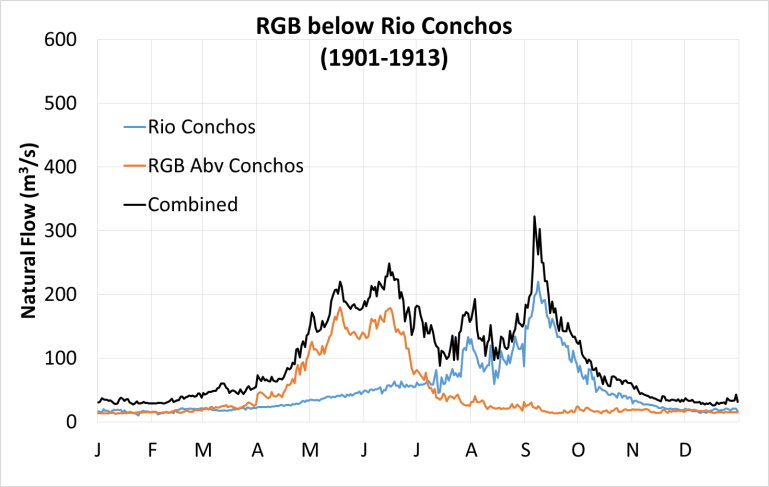 RGB below Rio Conchos
(1901-1913)
600
500
400
300
200
100
0
Natural Flow (m³/s)
Rio Conchos
RGB Abv Conchos
Combined
J F M A M J J A S O N D